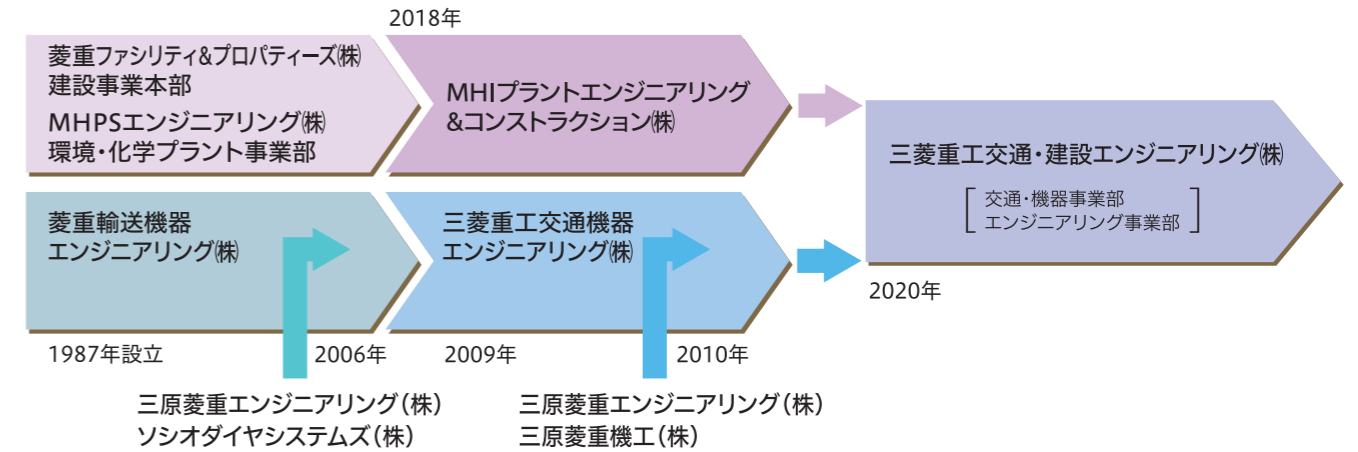 2018年
菱重ファシリティ&プロパティーズ㈱
建設事業本部
MHPSエンジニアリング㈱
環境・化学プラント事業部
MHIプラントエンジニアリング
&コンストラクション㈱
三菱重工交通・建設エンジニアリング㈱
交通・機器事業部
エンジニアリング事業部
2020年
菱重輸送機器
エンジニアリング㈱
三菱重工交通機器
エンジニアリング㈱
1987年設立
2006年
2009年
2010年
三原菱重エンジニアリング（株）
ソシオダイヤシステムズ（株）
三原菱重エンジニアリング（株）
三原菱重機工（株）